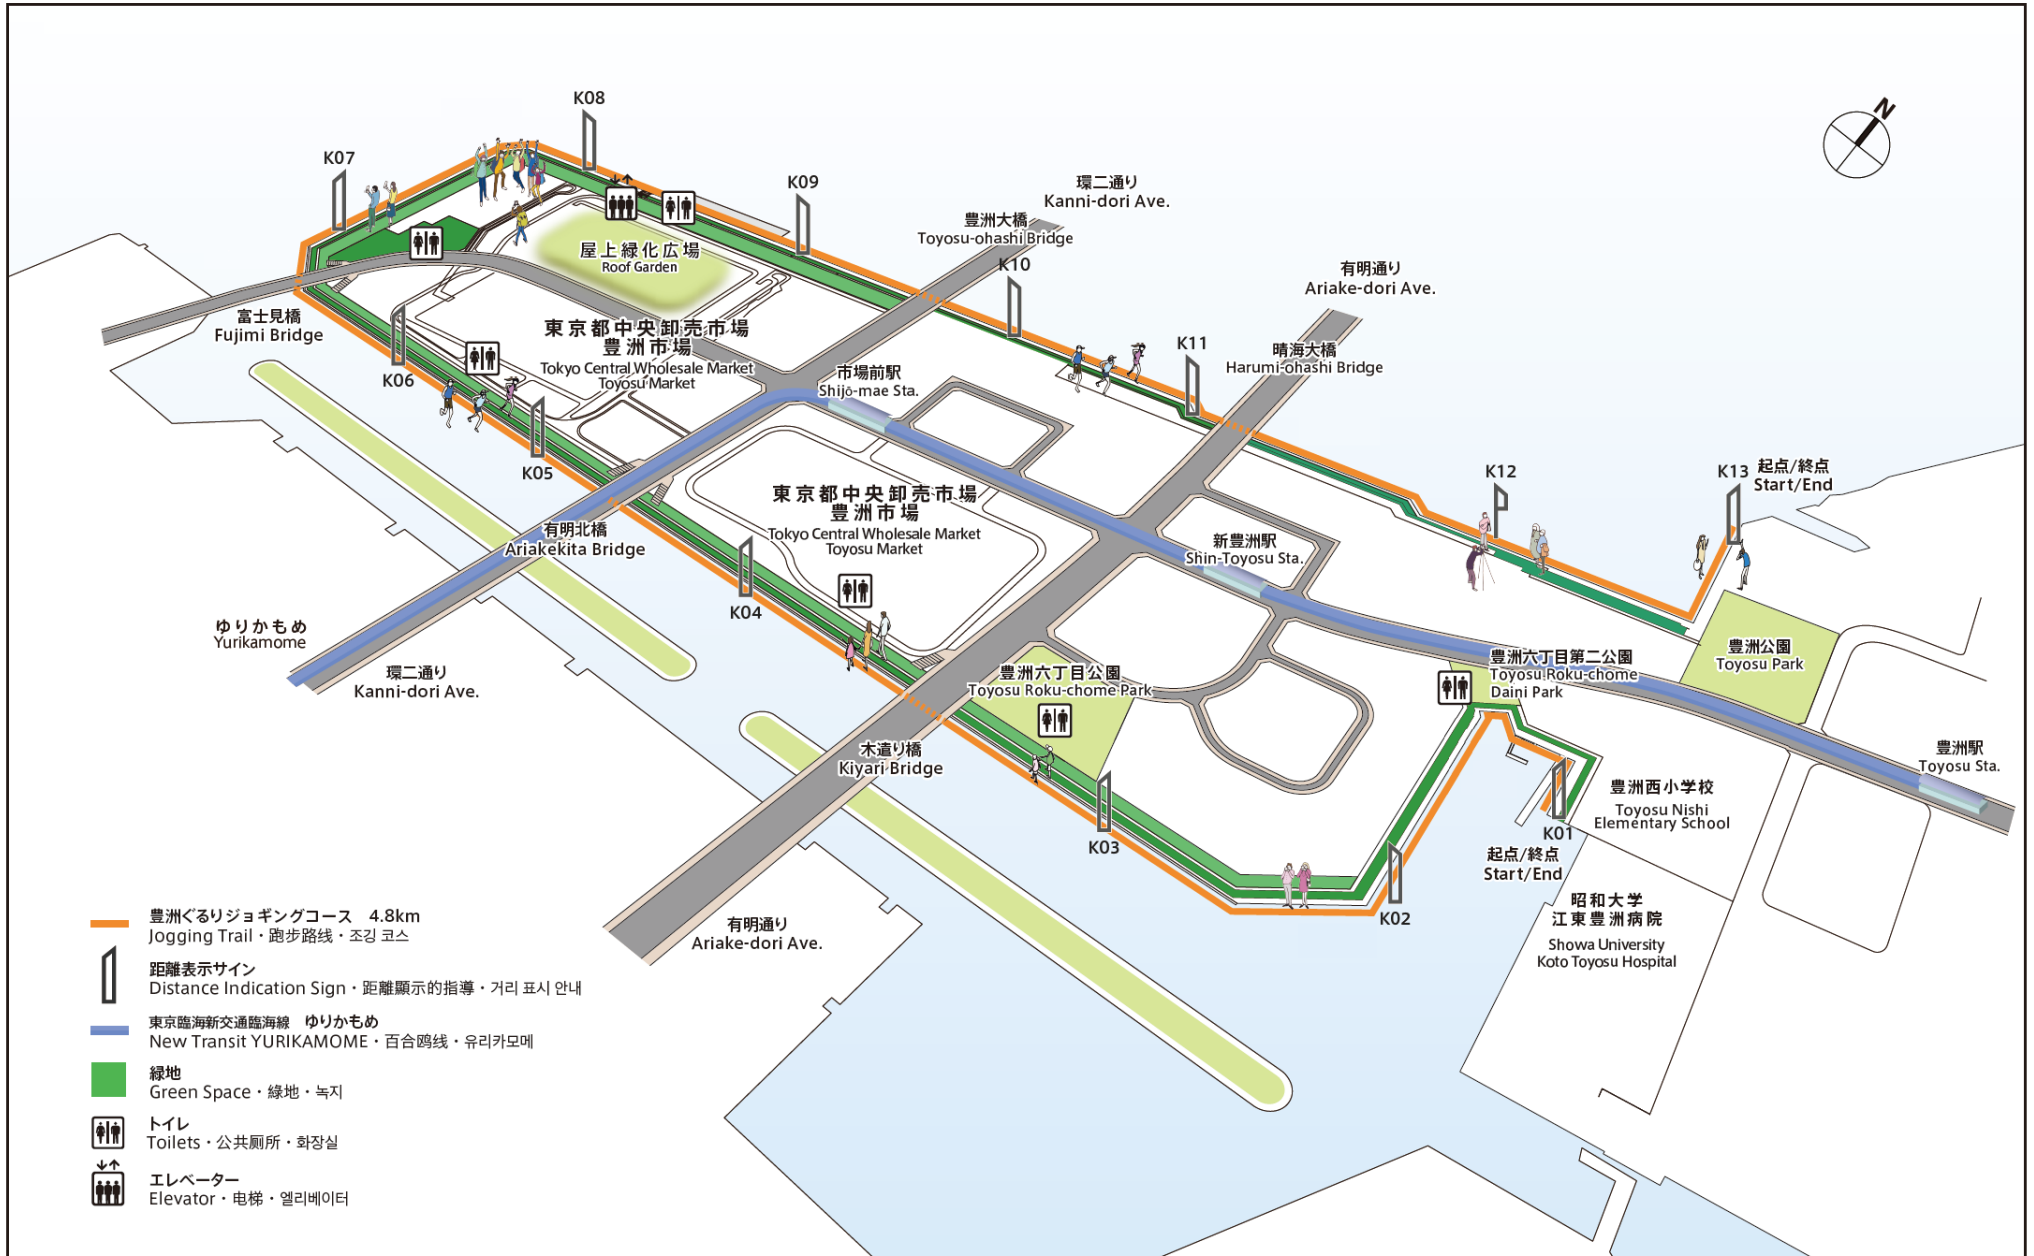 N
K08
K07
K09
環二通り
Kanni-dori Ave.
豊洲大橋
Toyosu-ohashi Bridge
屋上緑化広場
Roof Garden
K10
有明通り
Ariake-dori Ave.
富士見橋
Fujimi Bridge
東京都中央卸売市場
豊洲市場
Tokyo Central Wholesale Market
Toyosu Market
K06
市場前駅
Shijō-mae Sta.
K11
晴海大橋
Harumi-ohashi Bridge
K05
K12
K13
起点/終点
Start/End
東京都中央卸売市場
豊洲市場
Tokyo Central Wholesale Market
Toyosu Market
有明北橋
Ariakekita Bridge
新豊洲駅
Shin-Toyosu Sta.
K04
ゆりかもめ
Yurikamome
環二通り
Kanni-dori Ave.
豊洲六丁目公園
Toyosu Roku-chome Park
豊洲六丁目第二公園
Toyosu Roku-chome
Daini Park
豊洲公園
Toyosu Park
木遣り橋
Kiyari Bridge
豊洲駅
Toyosu Sta.
豊洲西小学校
Toyosu Nishi
Elementary School
K03
K01
起点/終点
Start/End
K02
昭和大学
江東豊洲病院
Showa University
Koto Toyosu Hospital
有明通り
Ariake-dori Ave.
豊洲ぐるりジョギングコース 4.8km
Jogging Trail・跑步路线・조깅 코스
距離表示サイン
Distance Indication Sign・距離顯示的指導・거리 표시 안내
東京臨海新交通臨海線 ゆりかもめ
New Transit YURIKAMOME・百合鸥线・유리카모메
緑地
Green Space・綠地・녹지
トイレ
Toilets・公共厕所・화장실
エレベーター
Elevator・电梯・엘리베이터